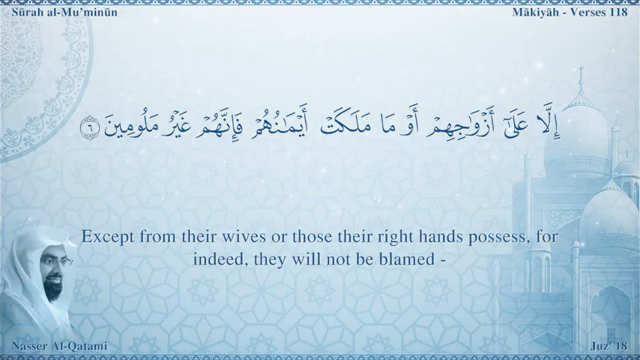 Sūrah al-Mu’minūn
Mākiyāh - Verses 118
إِلَّا عَلَىٰٓ أَزْوَٰجِهِمْ أَوْ مَا مَلَكَتْ أَيْمَـٰنُهُمْ فَإِنَّهُمْ غَيْرُ مَلُومِينَ ٦
Except from their wives or those their right hands possess, for
indeed, they will not be blamed -
Nasser Al-Qatami
Juz' 18